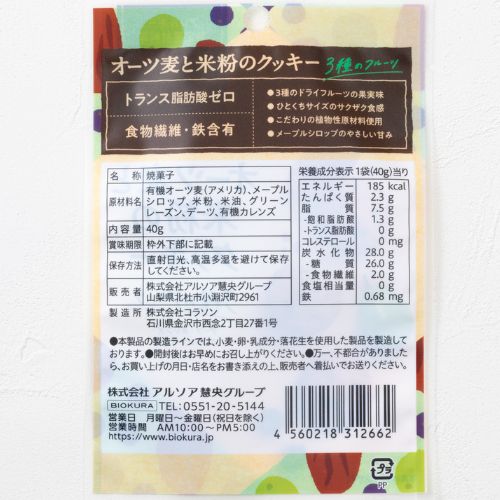 オーツ麦と米粉のクッキー 3種のフルーツ
トランス脂肪酸ゼロ
食物繊維・鉄含有
●3種のドライフルーツの果実味
●ひとくちサイズのサクザク食感
●こだわりの植物性原材料使用
●メープルシロップのやさしい甘み
名称 焼菓子
原材料名 有機オーツ麦(アメリカ)、メープル
シロップ、米粉、米油、グリーン
レーズン、デーツ、有機カレンズ
内容量 40g
賞味期限 枠外下部に記載
保存方法 直射日光、高温多湿を避けて保存
してください。
販売者 株式会社アルソア慧央グループ
山梨県北杜市小淵沢町2961
製造所 株式会社コラソン
石川県金沢市西念2丁目27番1号
栄養成分表示 1袋(40g)当り
エネルギー 185 kcal
たんぱく質 2.3 g
脂質 7.5 g
-飽和脂肪酸 1.3 g
-トランス脂肪酸 0 g
コレステロール 0 mg
炭水化物 28.0 g
-糖質 26.0 g
-食物繊維 2.0 g
食塩相当量 0 g
鉄 0.68 mg
●本製品の製造ラインでは、小麦・卵・乳成分・落花生を使用した製品を製造して
おります。●開封後はお早めにお召し上がりください。●万一、不都合がありました
ら、お買い上げの月日・店名をお書き添えの上、販売者へ着払いでお送りください。
株式会社 アルソア慧央グループ
BIOKURA TEL:0551-20-5144
営業日 月曜日〜金曜日(祝日を除く)
営業時間 AM10:00〜PM5:00
https://www.biokura.jp
4 560218 312662
プラ
PP